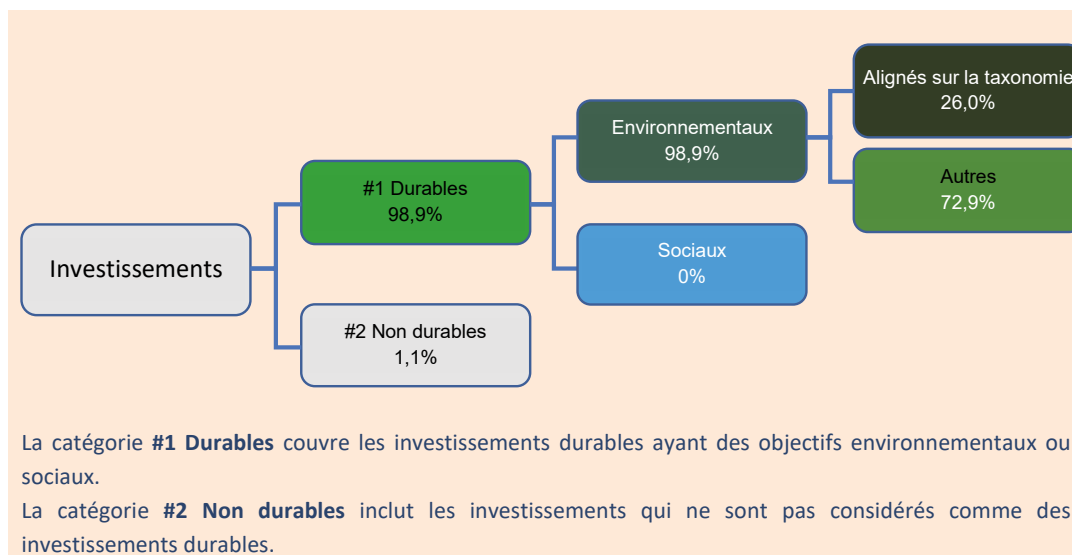 Alignés sur la taxonomie
26,0%
Environnementaux
98,9%
Autres
72,9%
#1 Durables
98,9%
Sociaux
0%
Investissements
#2 Non durables
1,1%
La catégorie #1 Durables couvre les investissements durables ayant des objectifs environnementaux ou
sociaux.
La catégorie #2 Non durables inclut les investissements qui ne sont pas considérés comme des
investissements durables.